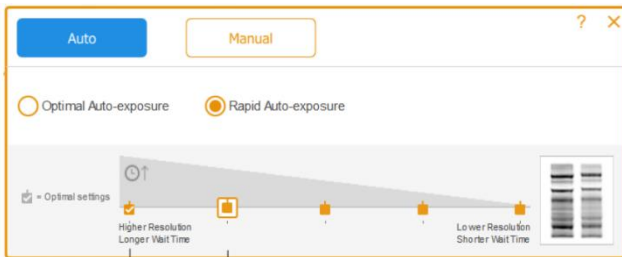 ? ×
Auto
Manual
Optimal Auto-exposure
Rapid Auto-exposure
= Optimal settings
Higher Resolution
Longer Wait Time
Lower Resolution
Shorter Wait Time